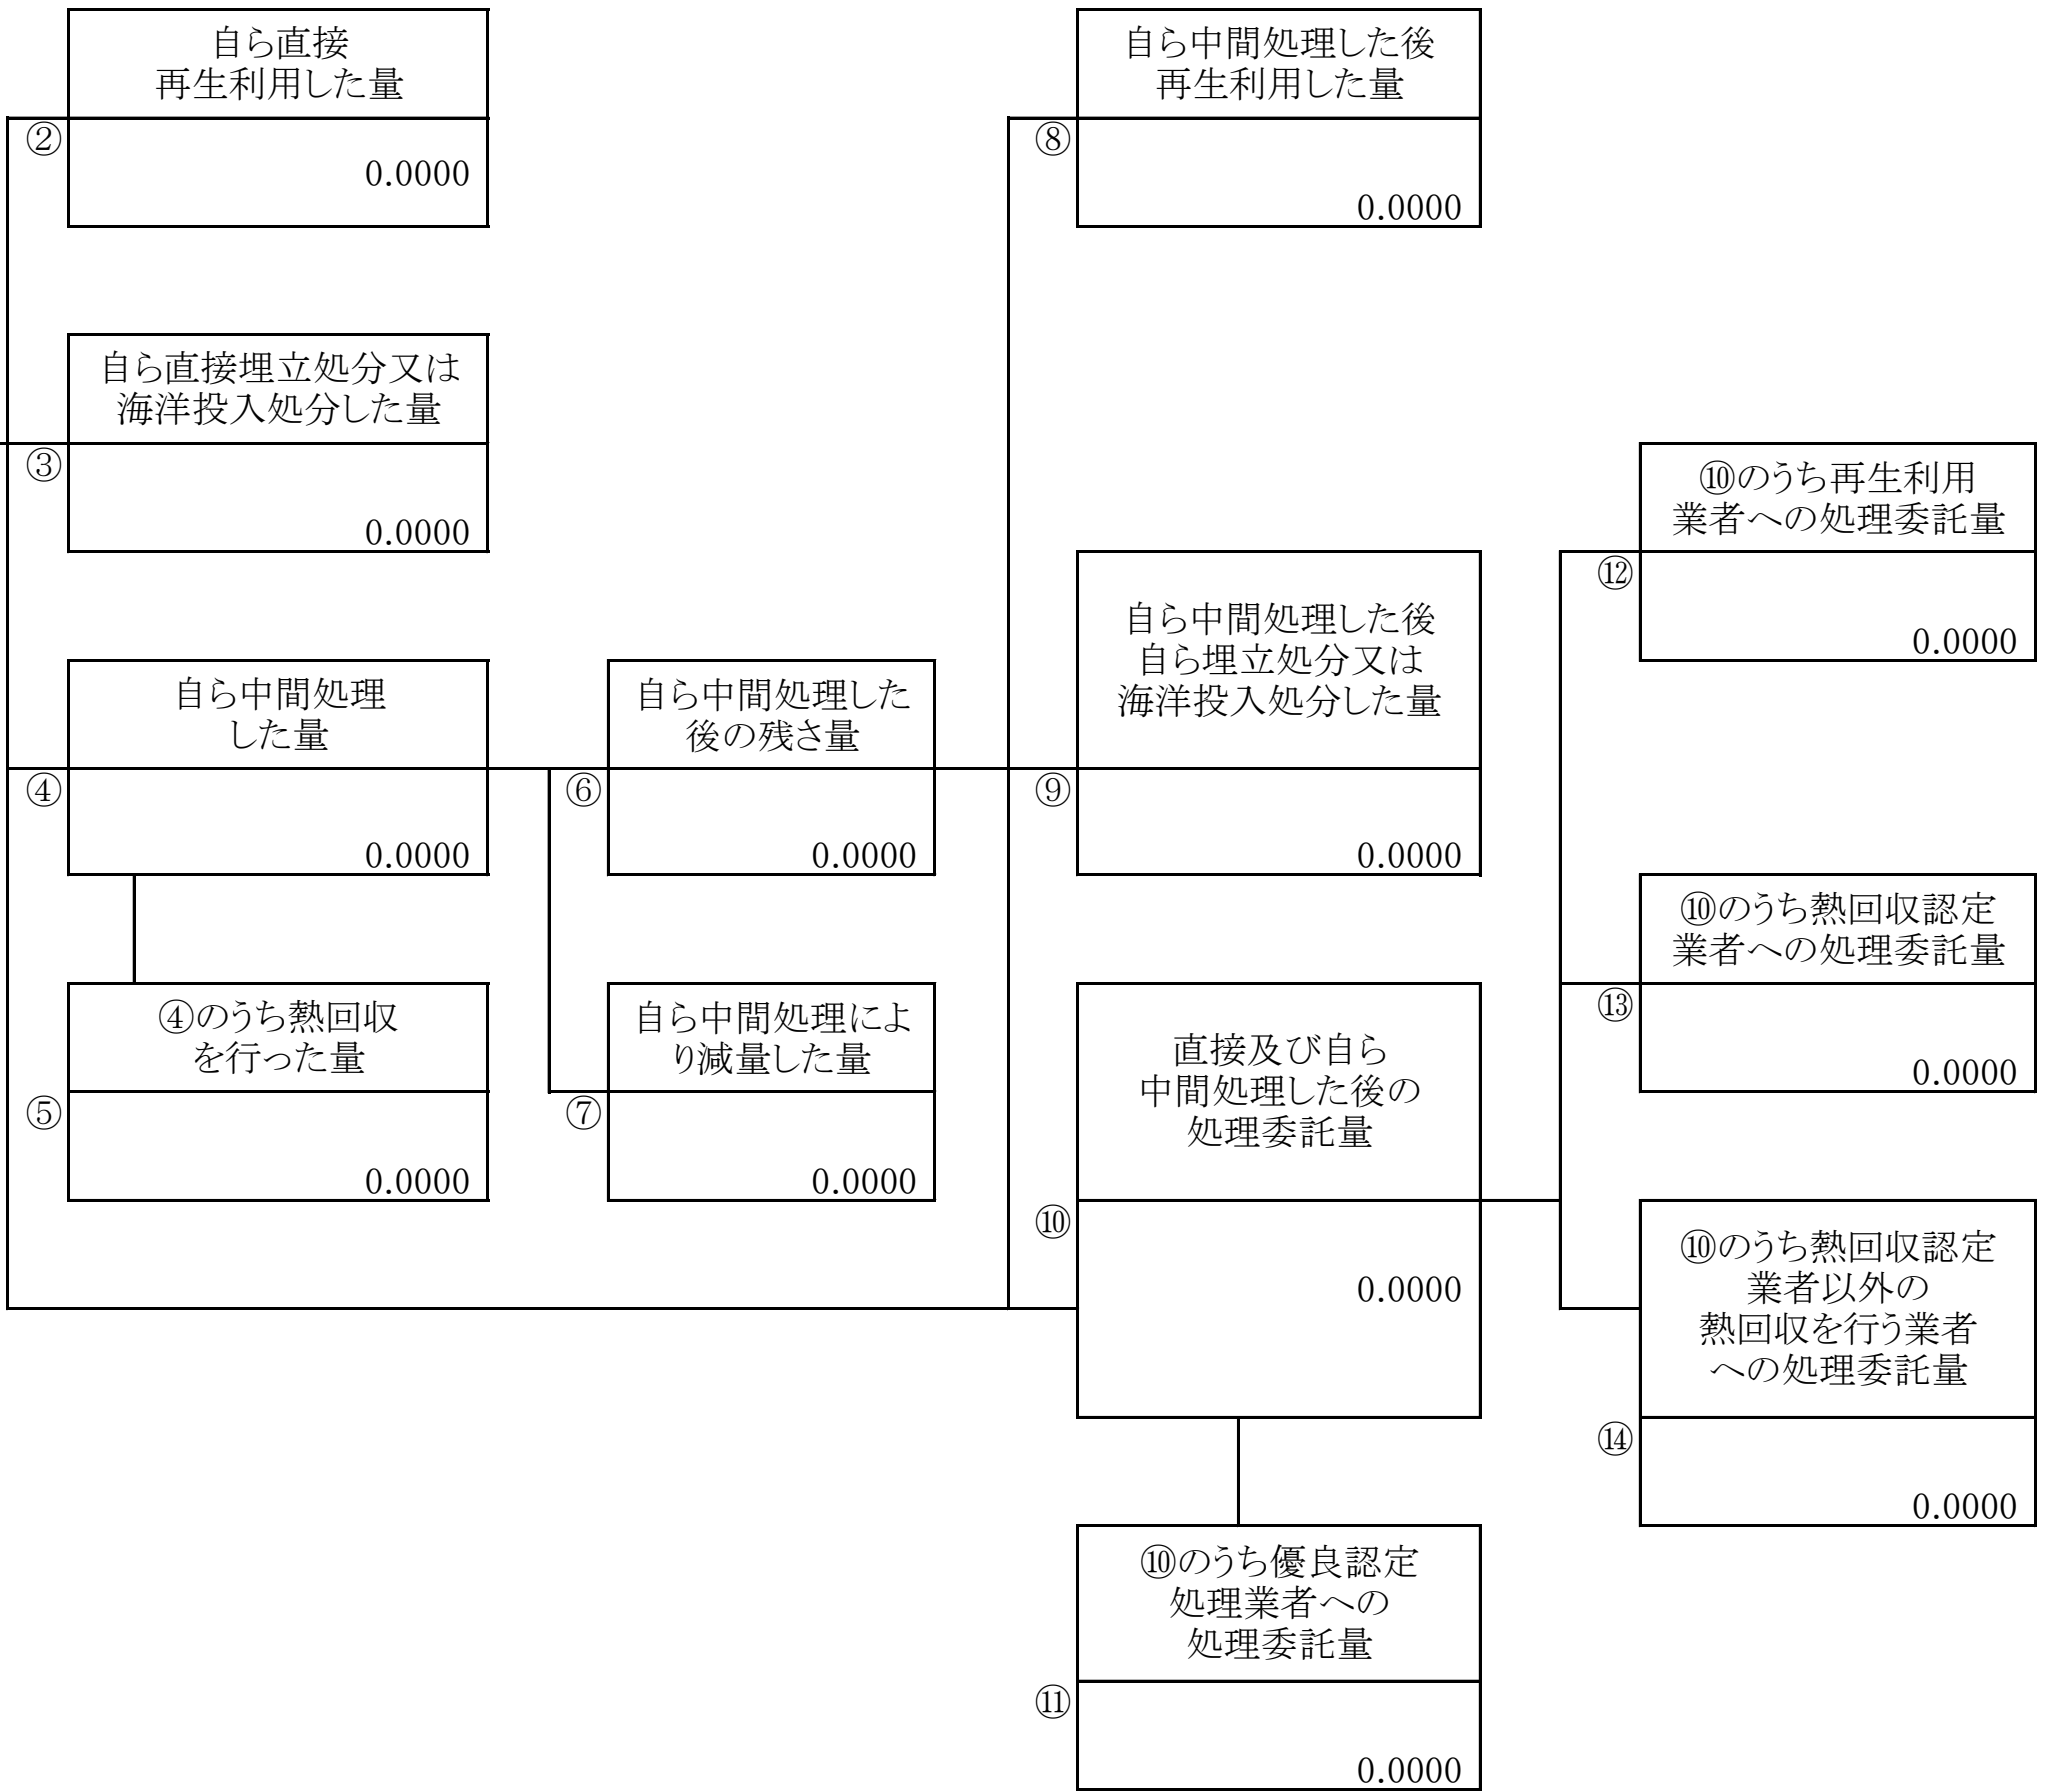 自ら直接
再生利用した量
②
0.0000
自ら直接埋立処分又は
海洋投入処分した量
③
0.0000
自ら中間処理
した量
④
0.0000
④のうち熱回収
を行った量
⑤
0.0000
自ら中間処理した
後の残さ量
⑥
0.0000
自ら中間処理によ
り減量した量
⑦
0.0000
自ら中間処理した後
再生利用した量
⑧
0.0000
自ら中間処理した後
自ら埋立処分又は
海洋投入処分した量
⑨
0.0000
直接及び自ら
中間処理した後の
処理委託量
⑩
0.0000
⑩のうち優良認定
処理業者への
処理委託量
⑪
0.0000
⑩のうち再生利用
業者への処理委託量
⑫
0.0000
⑩のうち熱回収認定
業者への処理委託量
⑬
0.0000
⑩のうち熱回収認定
業者以外の
熱回収を行う業者
への処理委託量
⑭
0.0000